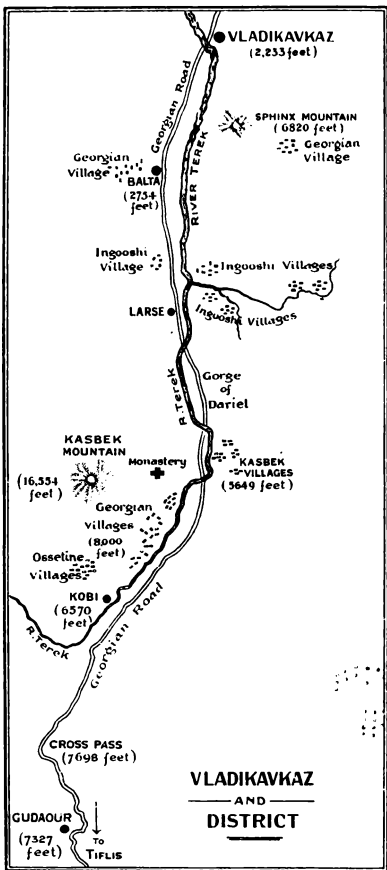 VLADIKAVKAZ
(2,233 feet)
Georgian Road
SPHINX MOUNTAIN
(6820 feet)
Georgian
Village
Georgian
Village
BALTA
(2754
feet)
RIVER TEREK
Ingooshi
Village
Ingooshi Villages
Ingooshi Villages
LARSE
R. Terek
Gorge
of
Dariel
KASBEK
MOUNTAIN
(16,554
feet)
Monastery
KASBEK
VILLAGES
(5649 feet)
Georgian
Villages
(8,000
feet)
Ossetine
Villages
KOBI
(6570
feet)
R. Terek
Georgian Road
CROSS PASS
(7698 feet)
GUDAOUR
(7327
feet)
To
TIFLIS
VLADIKAVKAZ
AND
DISTRICT